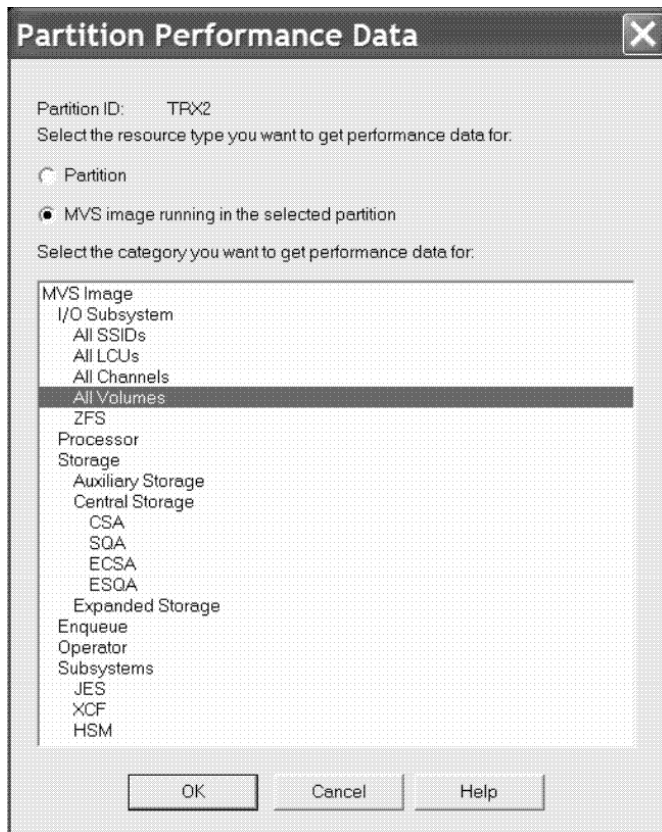 Partition Performance Data
Partition ID: TRX2
Select the resource type you want to get performance data for:
Partition
MVS image running in the selected partition
Select the category you want to get performance data for:
MVS Image
I/O Subsystem
All SSIDs
All LCUs
All Channels
All Volumes
ZFS
Processor
Storage
Auxiliary Storage
Central Storage
CSA
SQA
ECSA
ESQA
Expanded Storage
Enqueue
Operator
Subsystems
JES
XCF
HSM
OK Cancel Help